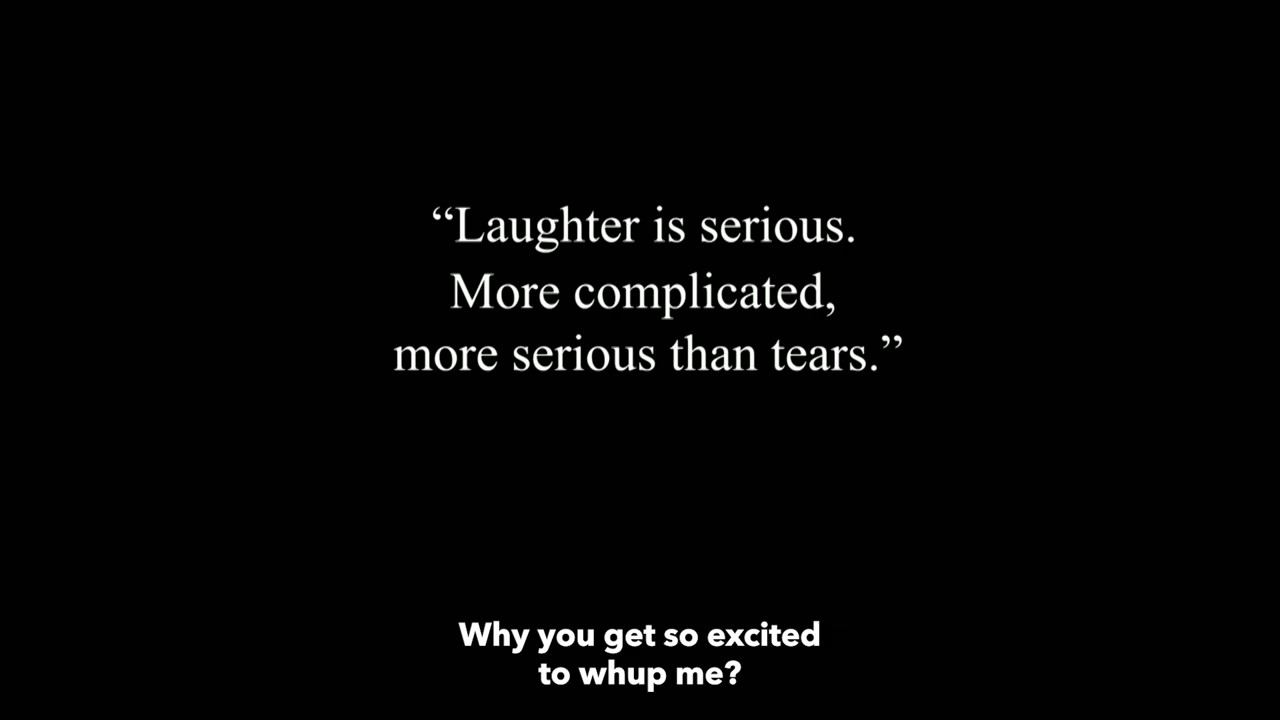 “Laughter is serious.
More complicated,
more serious than tears.”
Why you get so excited
to whup me?